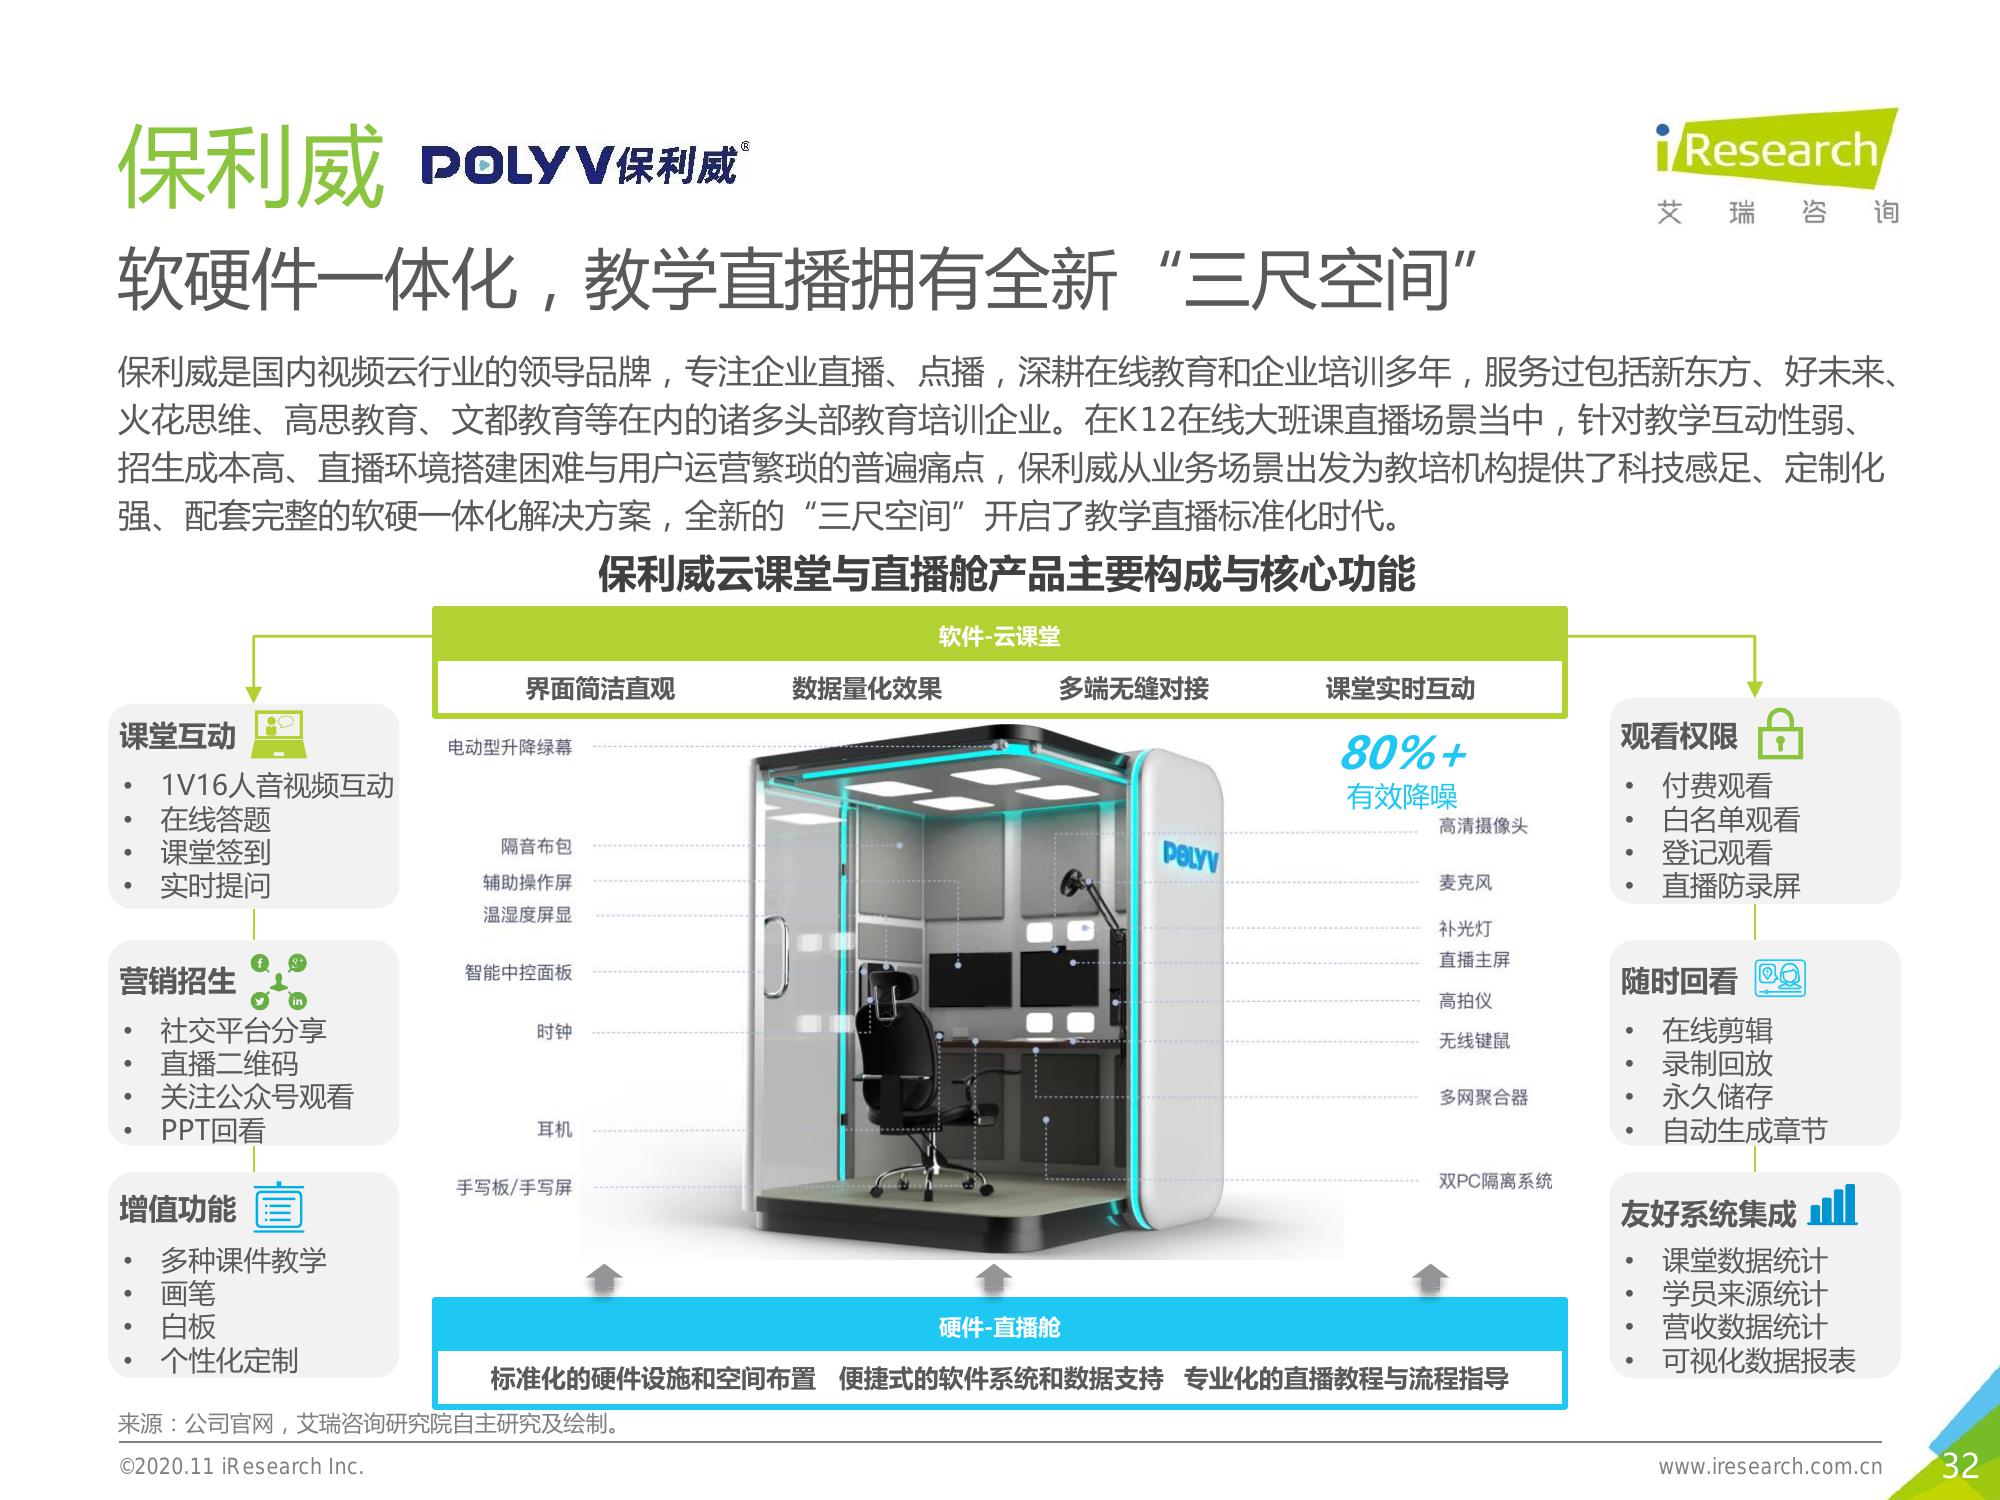 保利威
POLYV保利威®
iResearch
艾瑞咨询
软硬件一体化，教学直播拥有全新“三尺空间”
保利威是国内视频云行业的领导品牌，专注企业直播、点播，深耕在线教育和企业培训多年，服务过包括新东方、好未来、
火花思维、高思教育、文都教育等在内的诸多头部教育培训企业。在K12在线大班课直播场景当中，针对教学互动性弱、
招生成本高、直播环境搭建困难与用户运营繁琐的普遍痛点，保利威从业务场景出发为教培机构提供了科技感足、定制化
强、配套完整的软硬一体化解决方案，全新的“三尺空间”开启了教学直播标准化时代。
保利威云课堂与直播舱产品主要构成与核心功能
软件-云课堂
界面简洁直观 数据量化效果 多端无缝对接 课堂实时互动
课堂互动
• 1V16人音视频互动
• 在线答题
• 课堂签到
• 实时提问
营销招生
• 社交平台分享
• 直播二维码
• 关注公众号观看
• PPT回看
增值功能
• 多种课件教学
• 画笔
• 白板
• 个性化定制
电动型升降绿幕
隔音布包
辅助操作屏
温湿度屏显
智能中控面板
时钟
耳机
手写板/手写屏
POLYV
80%+
有效降噪
高清摄像头
麦克风
补光灯
直播主屏
高拍仪
无线键鼠
多网聚合器
双PC隔离系统
观看权限
• 付费观看
• 白名单观看
• 登记观看
• 直播防录屏
随时回看
• 在线剪辑
• 录制回放
• 永久储存
• 自动生成章节
友好系统集成
• 课堂数据统计
• 学员来源统计
• 营收数据统计
• 可视化数据报表
硬件-直播舱
标准化的硬件设施和空间布置 便捷式的软件系统和数据支持 专业化的直播教程与流程指导
来源：公司官网，艾瑞咨询研究院自主研究及绘制。
©2020.11 iResearch Inc.
www.iresearch.com.cn
32